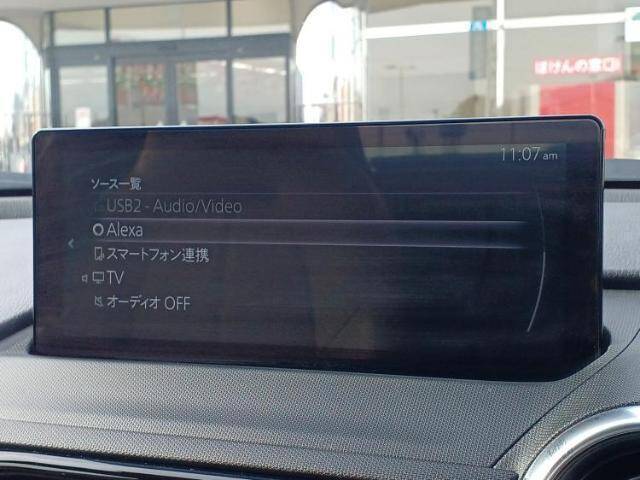 ほけんの窓口
11:07 am
ソース一覧
USB2 - Audio/Video
Alexa
スマートフォン連携
TV
オーディオ OFF